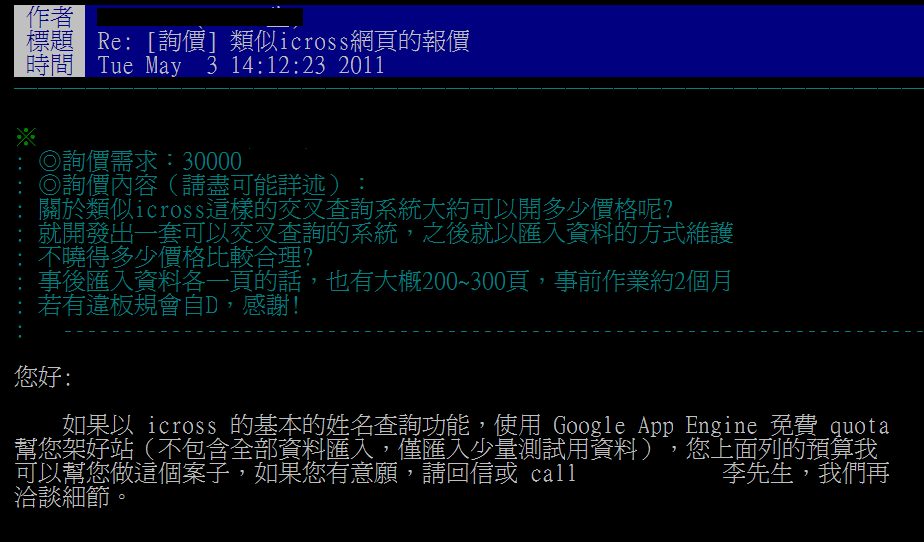 作者
標題 Re: [詢價] 類似icross網頁的報價
時間 Tue May  3 14:12:23 2011
※
: ◎詢價需求：30000
: ◎詢價內容（請盡可能詳述）：
: 關於類似icross這樣的交叉查詢系統大約可以開多少價格呢?
: 就開發出一套可以交叉查詢的系統，之後就以匯入資料的方式維護
: 不曉得多少價格比較合理?
: 事後匯入資料各一頁的話，也有大概200~300頁，事前作業約2個月
: 若有違板規會自D，感謝!
:   ------------------------------------------------------------------------
您好:
如果以 icross 的基本的姓名查詢功能，使用 Google App Engine 免費 quota
幫您架好站（不包含全部資料匯入，僅匯入少量測試用資料），您上面列的預算我
可以幫您做這個案子，如果您有意願，請回信或 call 李先生，我們再
洽談細節。